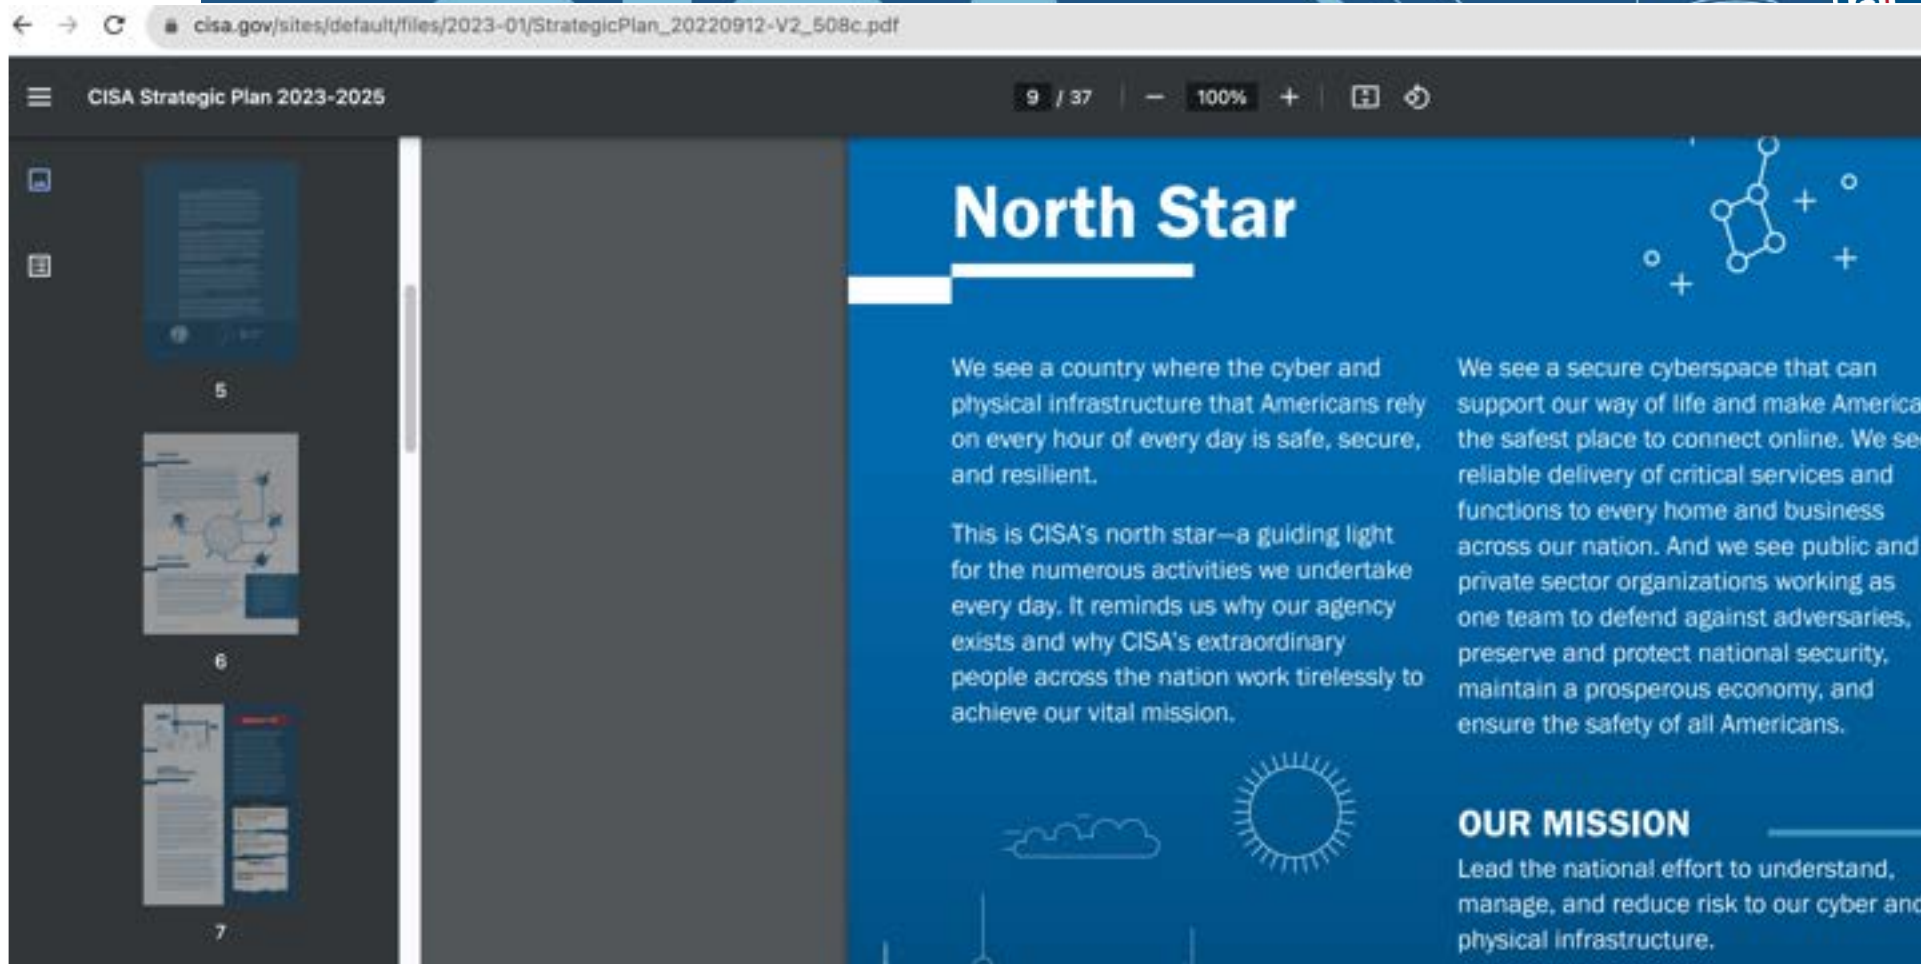 cisa.gov/sites/default/files/2023-01/StrategicPlan_20220912-V2_508c.pdf
CISA Strategic Plan 2023-2025
9 / 37
100%
5
6
7
North Star
We see a country where the cyber and
physical infrastructure that Americans rely
on every hour of every day is safe, secure,
and resilient.
This is CISA's north star—a guiding light
for the numerous activities we undertake
every day. It reminds us why our agency
exists and why CISA's extraordinary
people across the nation work tirelessly to
achieve our vital mission.
We see a secure cyberspace that can
support our way of life and make America
the safest place to connect online. We see
reliable delivery of critical services and
functions to every home and business
across our nation. And we see public and
private sector organizations working as
one team to defend against adversaries,
preserve and protect national security,
maintain a prosperous economy, and
ensure the safety of all Americans.
OUR MISSION
Lead the national effort to understand,
manage, and reduce risk to our cyber and
physical infrastructure.